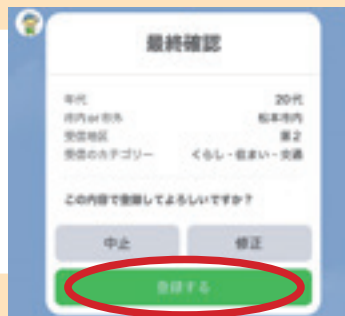 最終確認
年代 20代
市内or市外 松本市内
受信地区 第2
受信のカテゴリー くらし・住まい・交通
この内容で登録してよろしいですか？
中止 修正
登録する